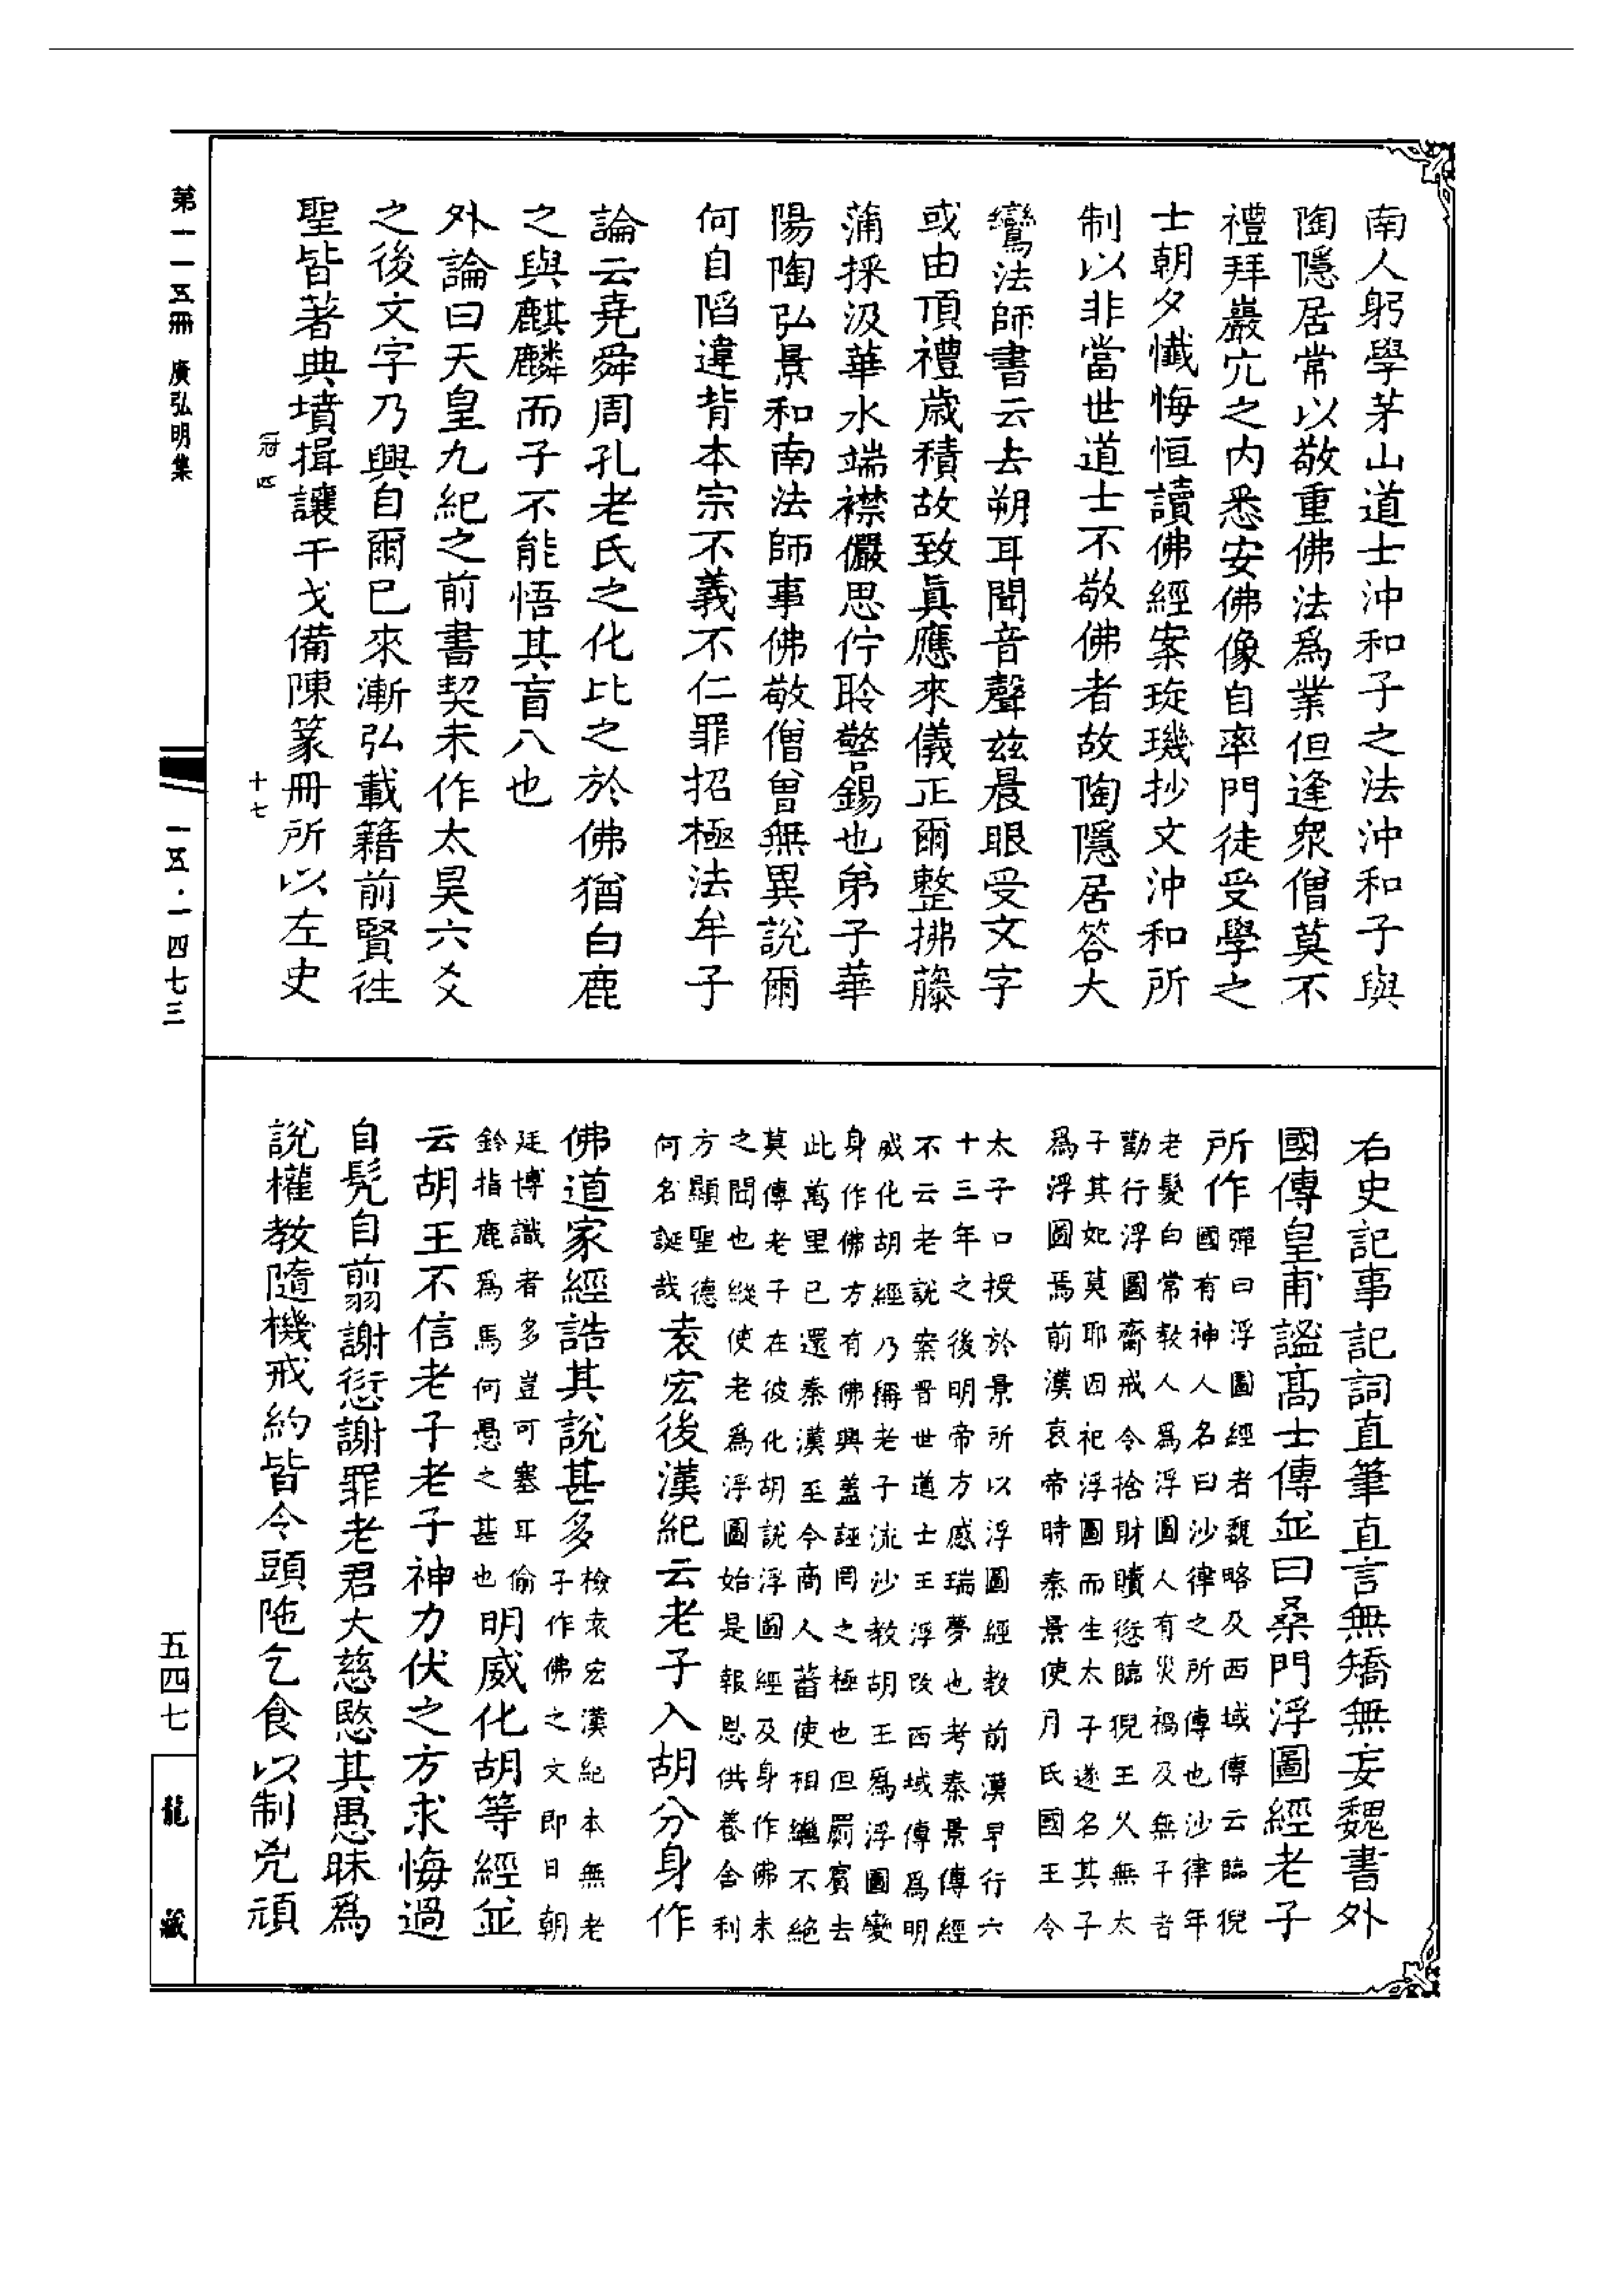 南人躬學茅山道士沖和子之法沖和子與
陶隱居常以敬重佛法爲業但逢衆僧莫不
禮拜巖宂之内悉安佛像自率門徒受學之
士朝夕懺悔恒讀佛經案琁璣抄文沖和所
制以非當世道士不敬佛者故陶隱居答大
鸞法師書云去朔耳聞音聲兹晨眼受文字
或由頂禮歲積故致眞應來儀正爾整拂藤
蒲採汲華水端襟儼思佇聆警錫也弟子華
陽陶弘景和南法師事佛敬僧曾無異說爾
何自陷違背本宗不義不仁罪招極法牟子
論云堯舜周孔老氏之化比之於佛猶白鹿
之與麒麟而子不能悟其盲八也
外論曰天皇九紀之前書契未作太昊六爻
之後文字乃興自爾已來漸弘載籍前賢往
聖皆著典墳揖讓干戈備陳篆冊所以左史
冠四
十七
右史記事記詞直筆直言無矯無妄魏書外
國傳皇甫謐髙士傳並曰桑門浮圖經老子
所作
彈曰浮圖經者魏略及西域傳云臨猊
國有神人名曰沙律之所傳也沙律年
老髮白常教人爲浮圖人有災禍及無子者
勸行浮圖齋戒令捨財贖愆臨猊王久無太
子其妃莫耶因祀浮圖而生太子遂名其子
爲浮圖焉前漢哀帝時秦景使月氏國王令
太子口授於景所以浮圖經教前漢早行六
十三年之後明帝方感瑞夢也考秦景傳經
不云老說案晋世道士王浮改西域傳爲明
威化胡經乃稱老子流沙教胡王爲浮圖變
身作佛方有佛興蓋誣罔之極也但罽賓去
此萬里已還秦漢至今商人蕃使相繼不絶
莫傳老子在彼化胡說浮圖經及身作佛未
之聞也縱使老爲浮圖始是報恩供養舍利
方顯聖德
何名誕哉
袁宏後漢紀云老子入胡分身作
佛道家經誥其說甚多
檢袁宏漢紀本無老
子作佛之文即日朝
廷博識者多豈可塞耳偷
鈴指鹿爲馬何愚之甚也
明威化胡等經並
云胡王不信老子老子神力伏之方求悔過
自髡自翦謝愆謝罪老君大慈愍其愚昧爲
說權教隨機戒約皆令頭陁乞食以制兇頑
第一一五冊 廣弘明集
一一五·一四七三
五四七
龍藏